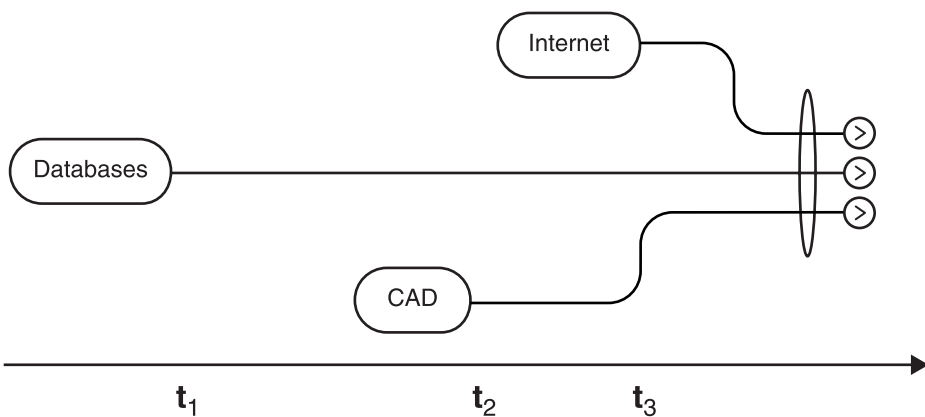 Internet
Databases
CAD
t₁ t₂ t₃